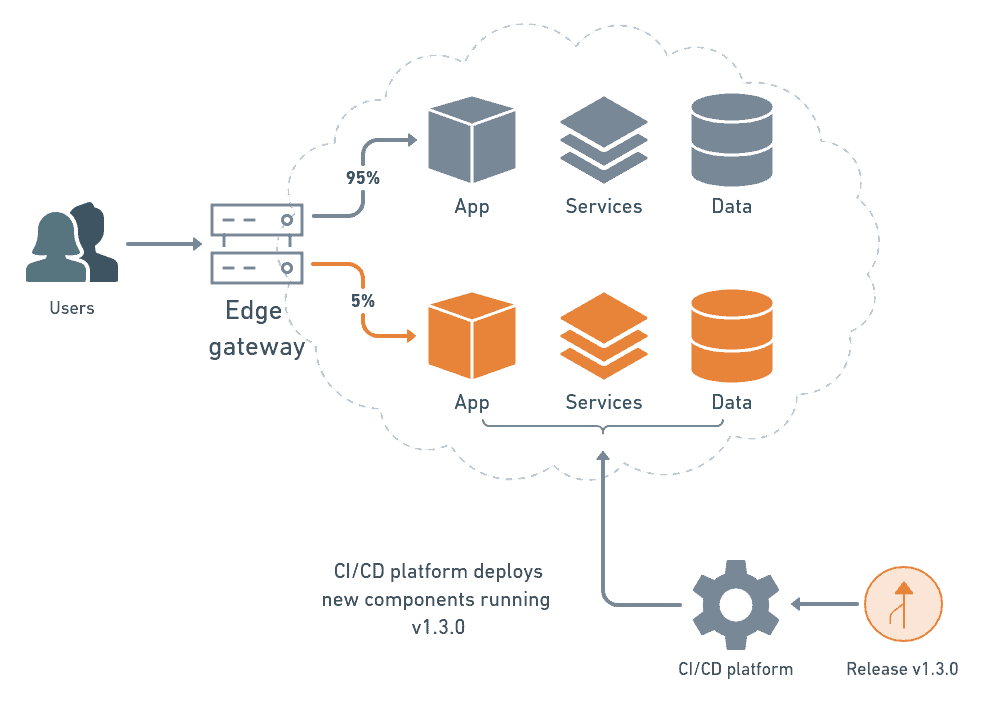 95%
App
Services
Data
Users
Edge
gateway
5%
App
Services
Data
CI/CD platform deploys
new components running
v1.3.0
CI/CD platform
Release v1.3.0